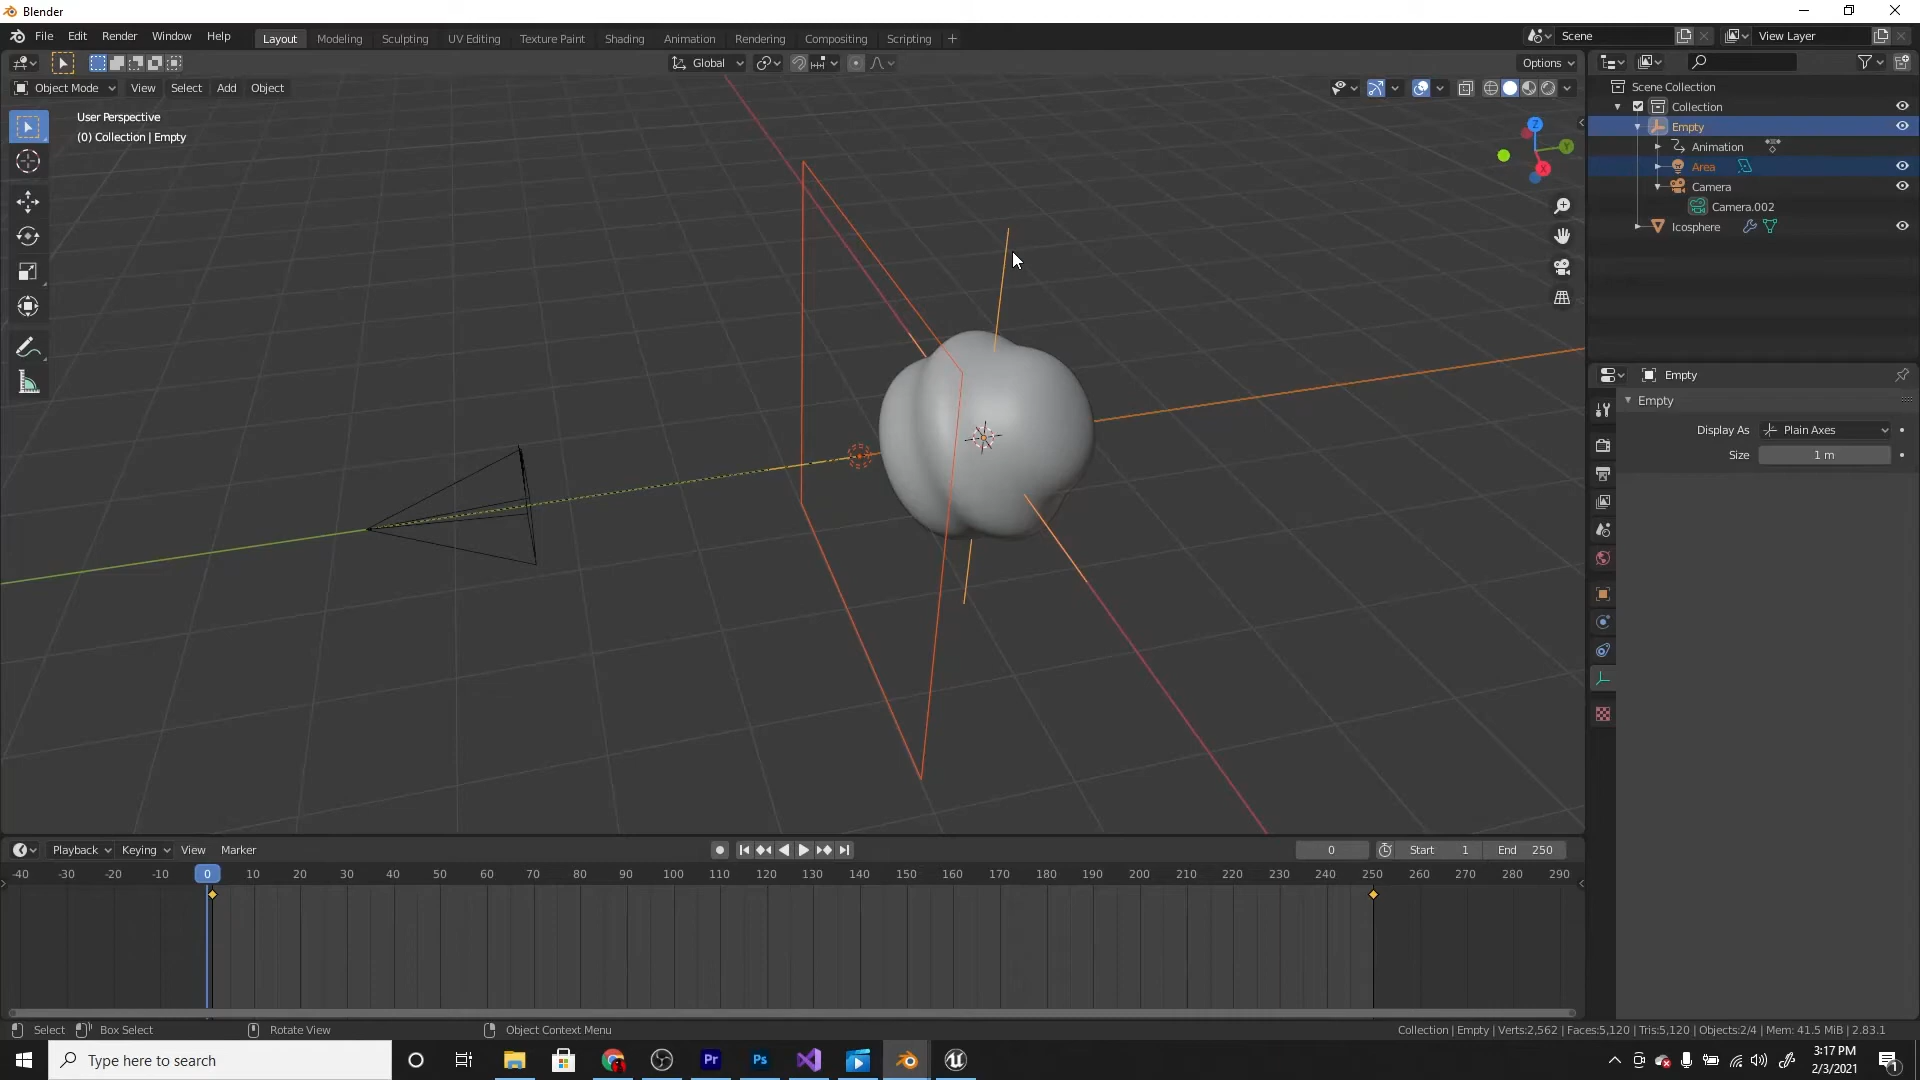 Blender
File Edit Render Window Help
Layout Modeling Sculpting UV Editing Texture Paint Shading Animation Rendering Compositing Scripting +
Scene View Layer
Global Options
Object Mode View Select Add Object
User Perspective
(0) Collection | Empty
Z
Y
X
Scene Collection
Collection
Empty
Animation
Area
Camera
Camera.002
Icosphere
Empty
Empty
Display As Plain Axes
Size 1 m
Playback Keying View Marker
0 Start 1 End 250
-40 -30 -20 -10 0 10 20 30 40 50 60 70 80 90 100 110 120 130 140 150 160 170 180 190 200 210 220 230 240 250 260 270 280 290
Select Box Select Rotate View Object Context Menu
Collection | Empty | Verts:2,562 | Faces:5,120 | Tris:5,120 | Objects:2/4 | Mem: 41.5 MiB | 2.83.1
Type here to search
Pr
Ps
3:17 PM
2/3/2021
1